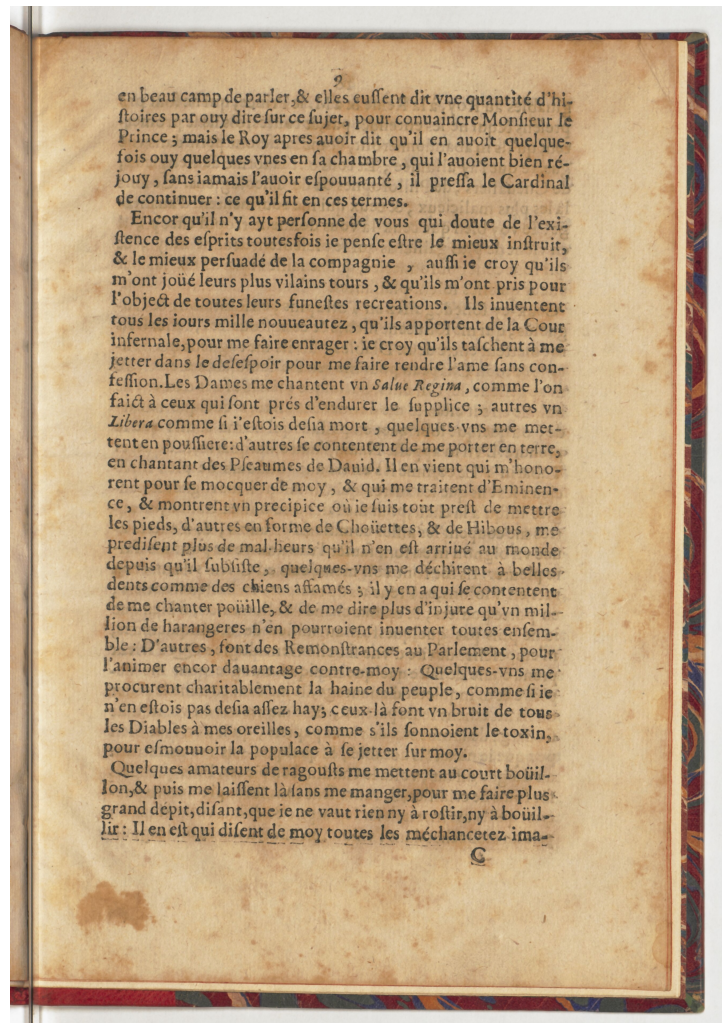 9
en beau camp de parler, & elles eussent dit vne quantité d'hi-
stoires par ouy dire sur ce sujet, pour conuaincre Monsieur le
Prince ; mais le Roy apres auoir dit qu'il en auoit quelque-
fois ouy quelques vnes en sa chambre, qui l'auoient bien ré-
jouy, sans iamais l'auoir espouuanté, il pressa le Cardinal
de continuer : ce qu'il fit en ces termes.
Encor qu'il n'y ayt personne de vous qui doute de l'exi-
stence des esprits toutesfois ie pense estre le mieux instruit,
& le mieux persuadé de la compagnie , aussi ie croy qu'ils
m'ont joüé leurs plus vilains tours, & qu'ils m'ont pris pour
l'object de toutes leurs funestes recreations. Ils inuentent
tous les iours mille nouueautez, qu'ils apportent de la Cour
infernale, pour me faire enrager : ie croy qu'ils taschent à me
jetter dans le desespoir pour me faire rendre l'ame sans con-
fession. Les Dames me chantent vn Salue Regina, comme l'on
faict à ceux qui sont prés d'endurer le supplice ; autres vn
Libera comme si i'estois desia mort , quelques-vns me met-
tent en poussiere: d'autres se contentent de me porter en terre,
en chantant des Pseaumes de Dauid. Il en vient qui m'hono-
rent pour se mocquer de moy , & qui me traitent d'Eminen-
ce, & montrent vn precipice où ie suis tout prest de mettre
les pieds, d'autres en forme de Choüettes, & de Hibous, me
predisent plus de mal-heurs qu'il n'en est arriué au monde
depuis qu'il subsiste, quelques-vns me déchirent à belles
dents comme des chiens affamés ; il y en a qui se contentent
de me chanter poüille, & de me dire plus d'injure qu'vn mil-
lion de harangeres n'en pourroient inuenter toutes ensem-
ble : D'autres, font des Remonstrances au Parlement, pour
l'animer encor dauantage contre-moy : Quelques-vns me
procurent charitablement la haine du peuple, comme si ie
n'en estois pas desia assez hay; ceux-là font vn bruit de tous
les Diables à mes oreilles, comme s'ils sonnoient le toxin,
pour esmouuoir la populace à se jetter sur moy.
Quelques amateurs de ragousts me mettent au court boüil-
lon, & puis me laissent là sans me manger, pour me faire plus
grand dépit, disant, que ie ne vaut rien ny à rostir, ny à boüil-
lir : Il en est qui disent de moy toutes les méchancetez ima-
C